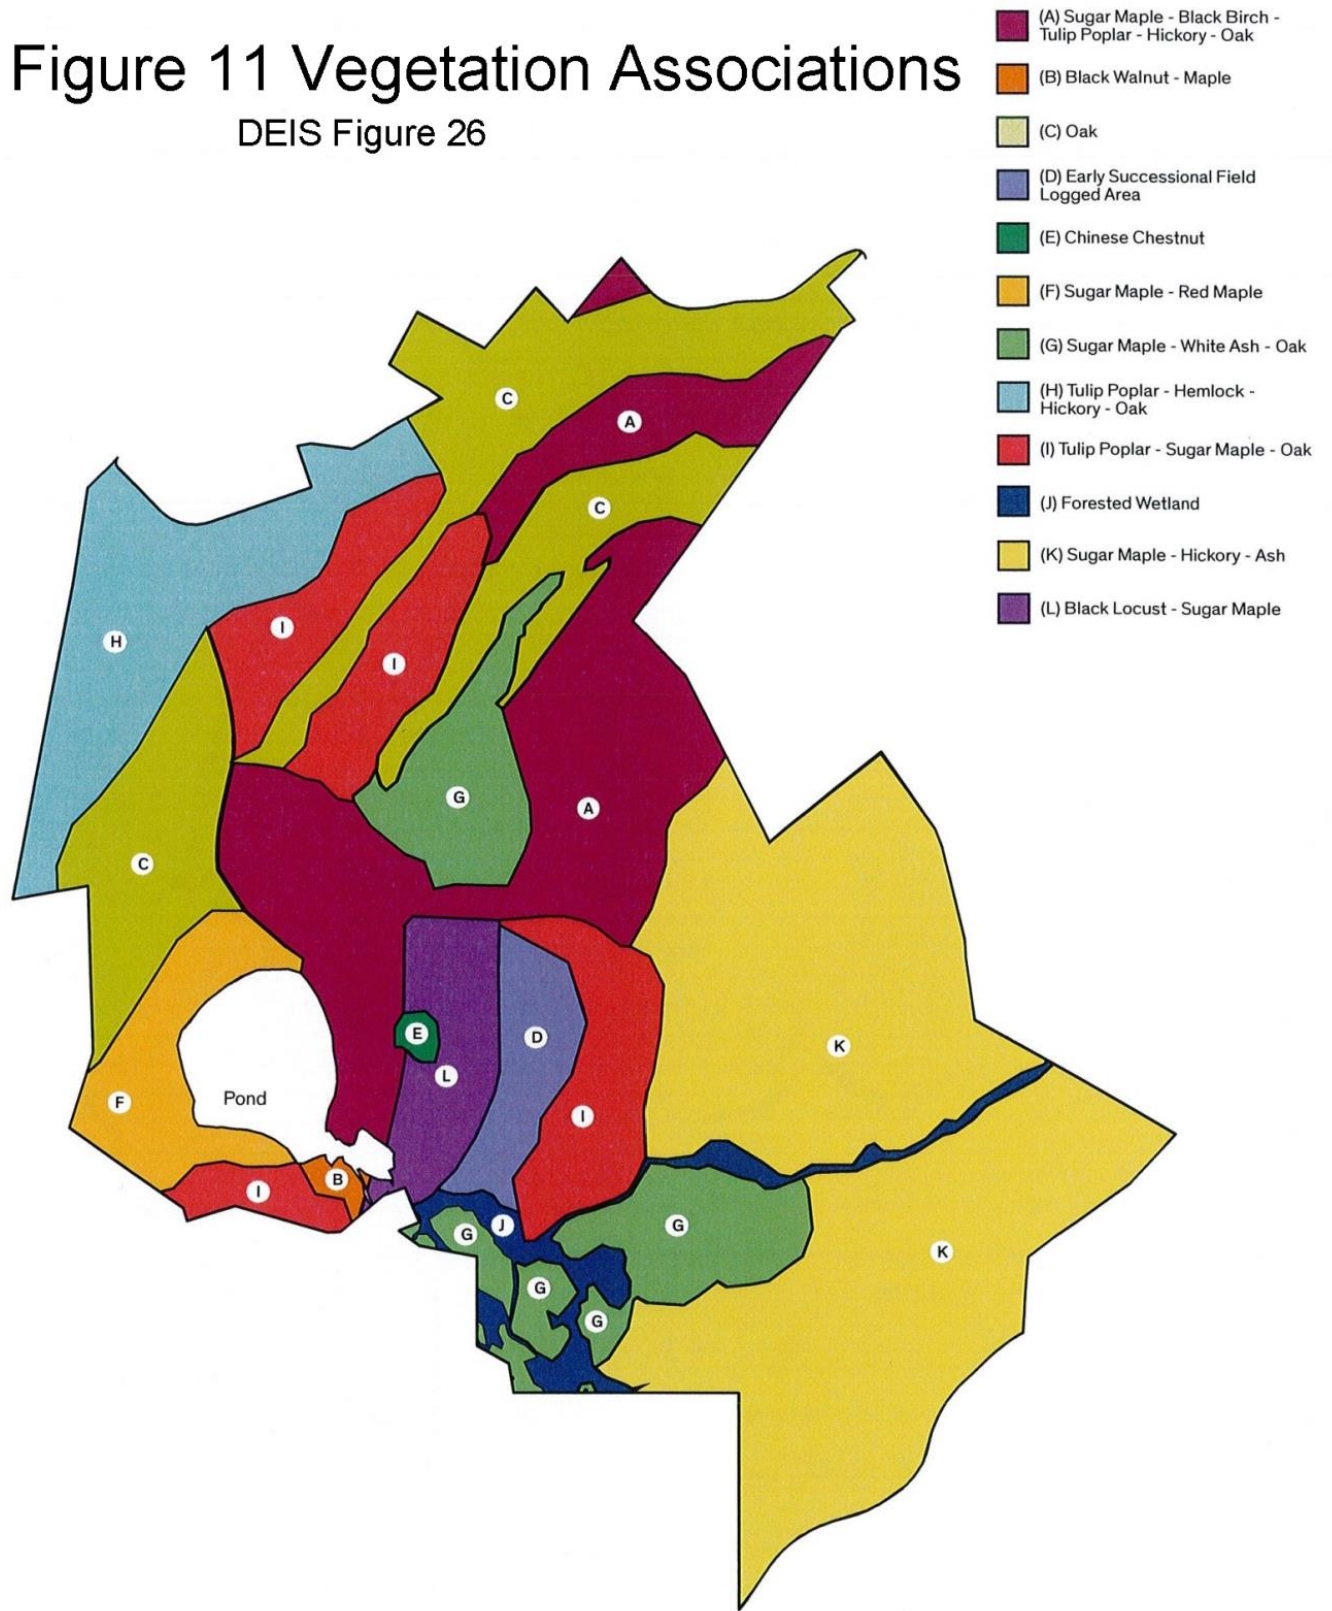 Figure 11 Vegetation Associations
DEIS Figure 26
(A) Sugar Maple - Black Birch -
Tulip Poplar - Hickory - Oak
(B) Black Walnut - Maple
(C) Oak
(D) Early Successional Field
Logged Area
(E) Chinese Chestnut
(F) Sugar Maple - Red Maple
(G) Sugar Maple - White Ash - Oak
(H) Tulip Poplar - Hemlock -
Hickory - Oak
(I) Tulip Poplar - Sugar Maple - Oak
(J) Forested Wetland
(K) Sugar Maple - Hickory - Ash
(L) Black Locust - Sugar Maple
C
A
C
I
H
I
G
A
C
E
D
K
L
Pond
F
I
B
I
J
G
G
K
G
G